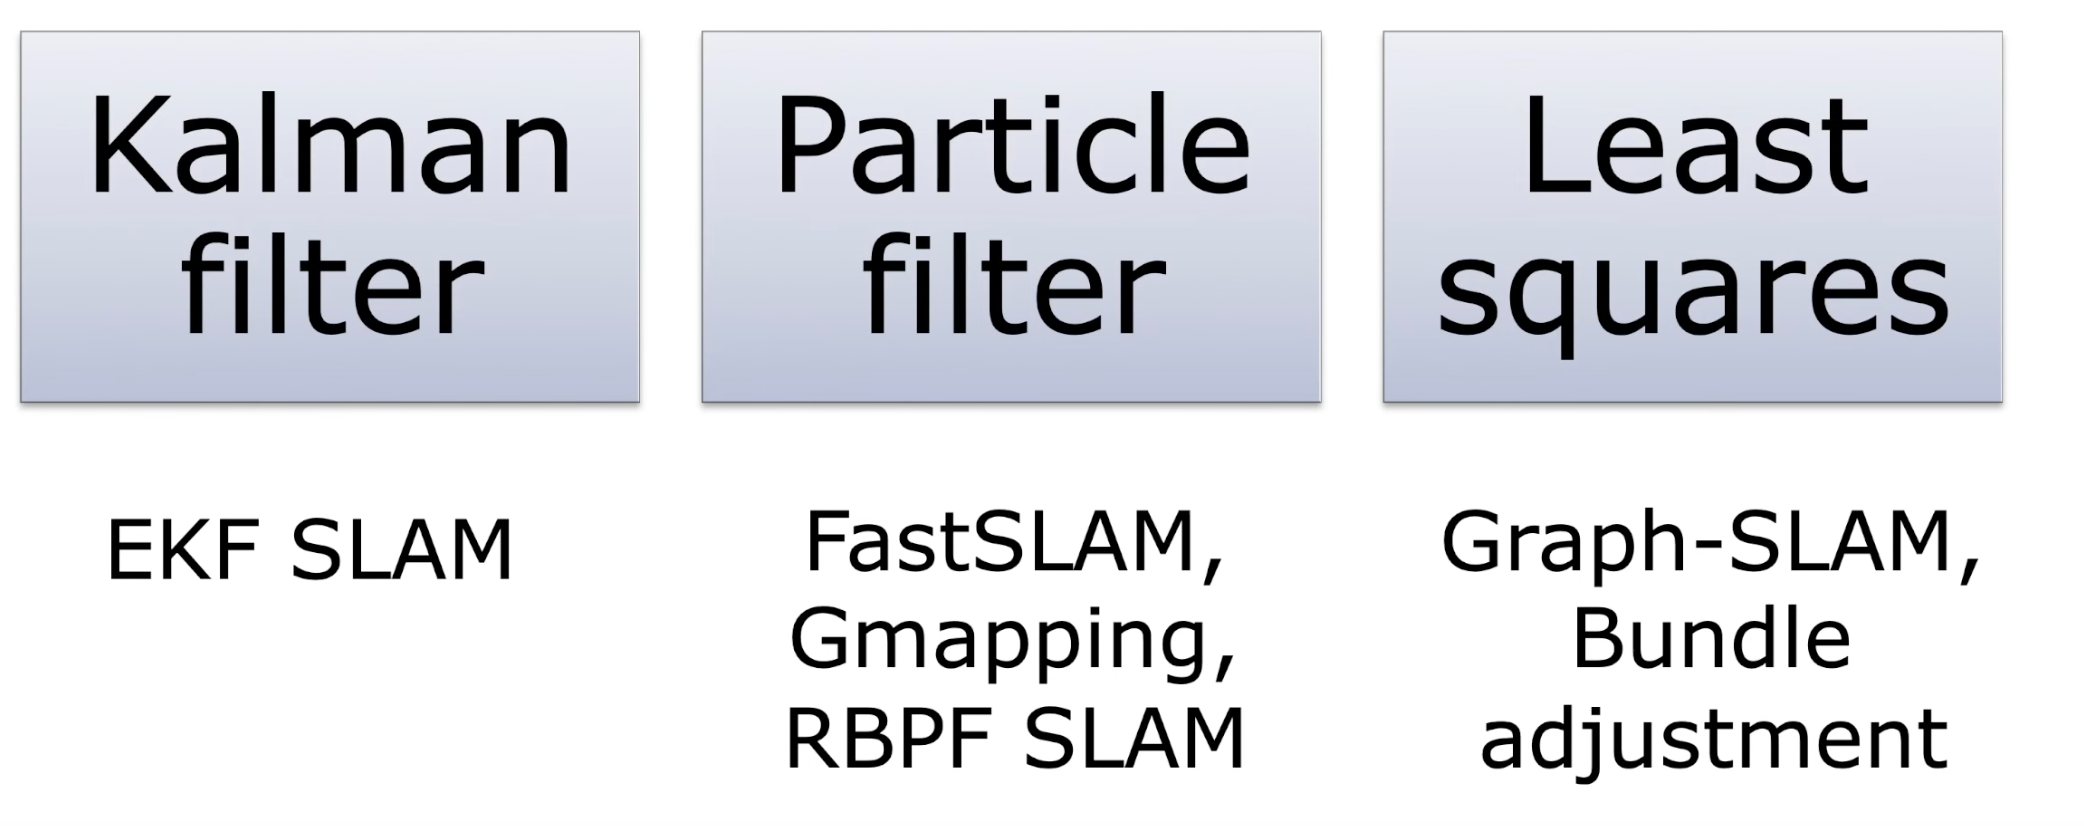 Kalman
filter
Particle
filter
Least
squares
EKF SLAM
FastSLAM,
Gmapping,
RBPF SLAM
Graph-SLAM,
Bundle
adjustment